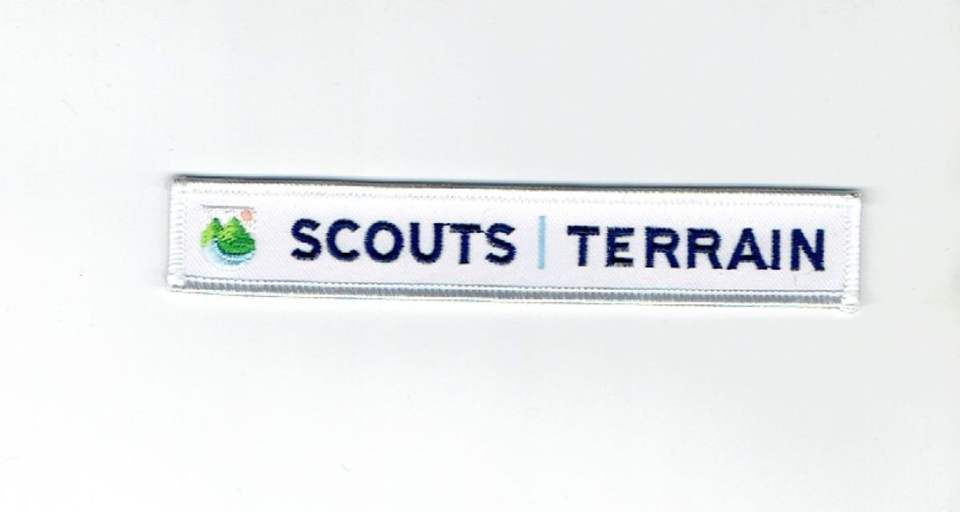 SCOUTS | TERRAIN